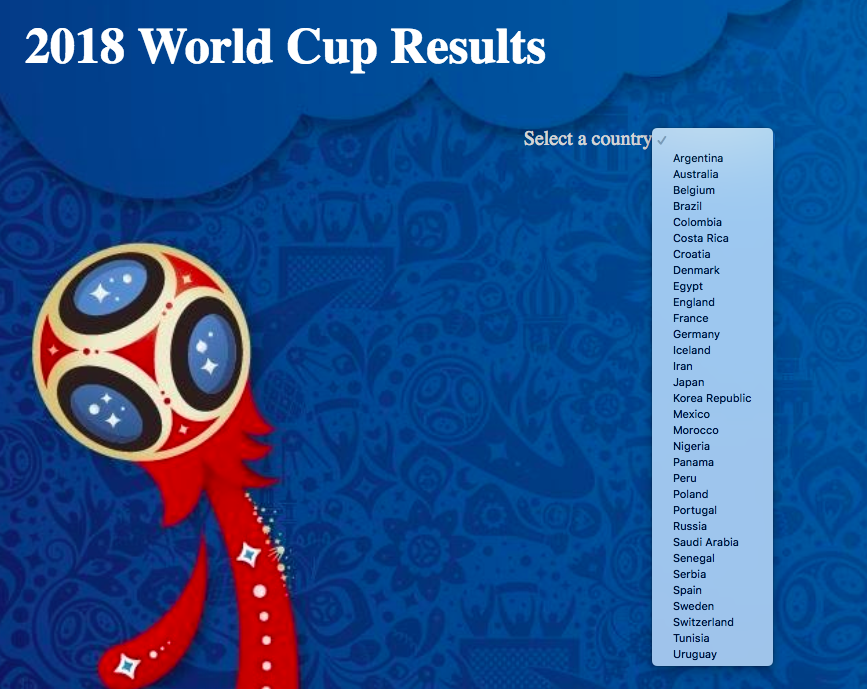 2018 World Cup Results
Select a country
Argentina
Australia
Belgium
Brazil
Colombia
Costa Rica
Croatia
Denmark
Egypt
England
France
Germany
Iceland
Iran
Japan
Korea Republic
Mexico
Morocco
Nigeria
Panama
Peru
Poland
Portugal
Russia
Saudi Arabia
Senegal
Serbia
Spain
Sweden
Switzerland
Tunisia
Uruguay